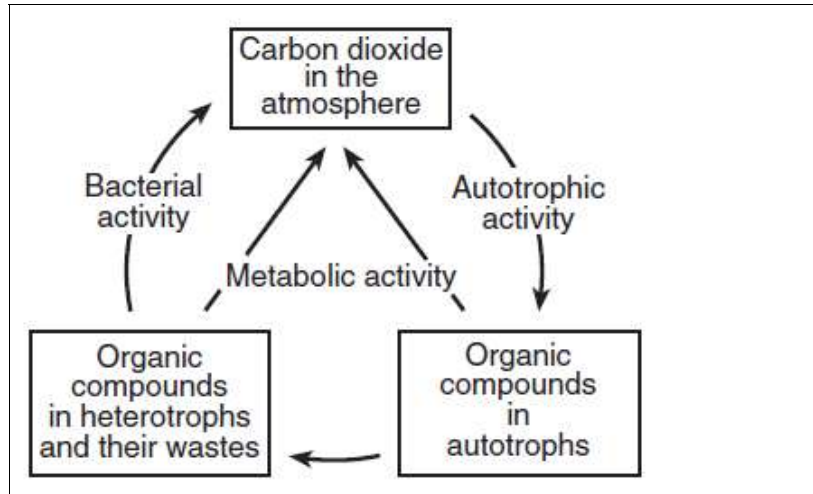 Carbon dioxide
in the
atmosphere
Bacterial
activity
Autotrophic
activity
Metabolic activity
Organic
compounds
in heterotrophs
and their wastes
Organic
compounds
in
autotrophs